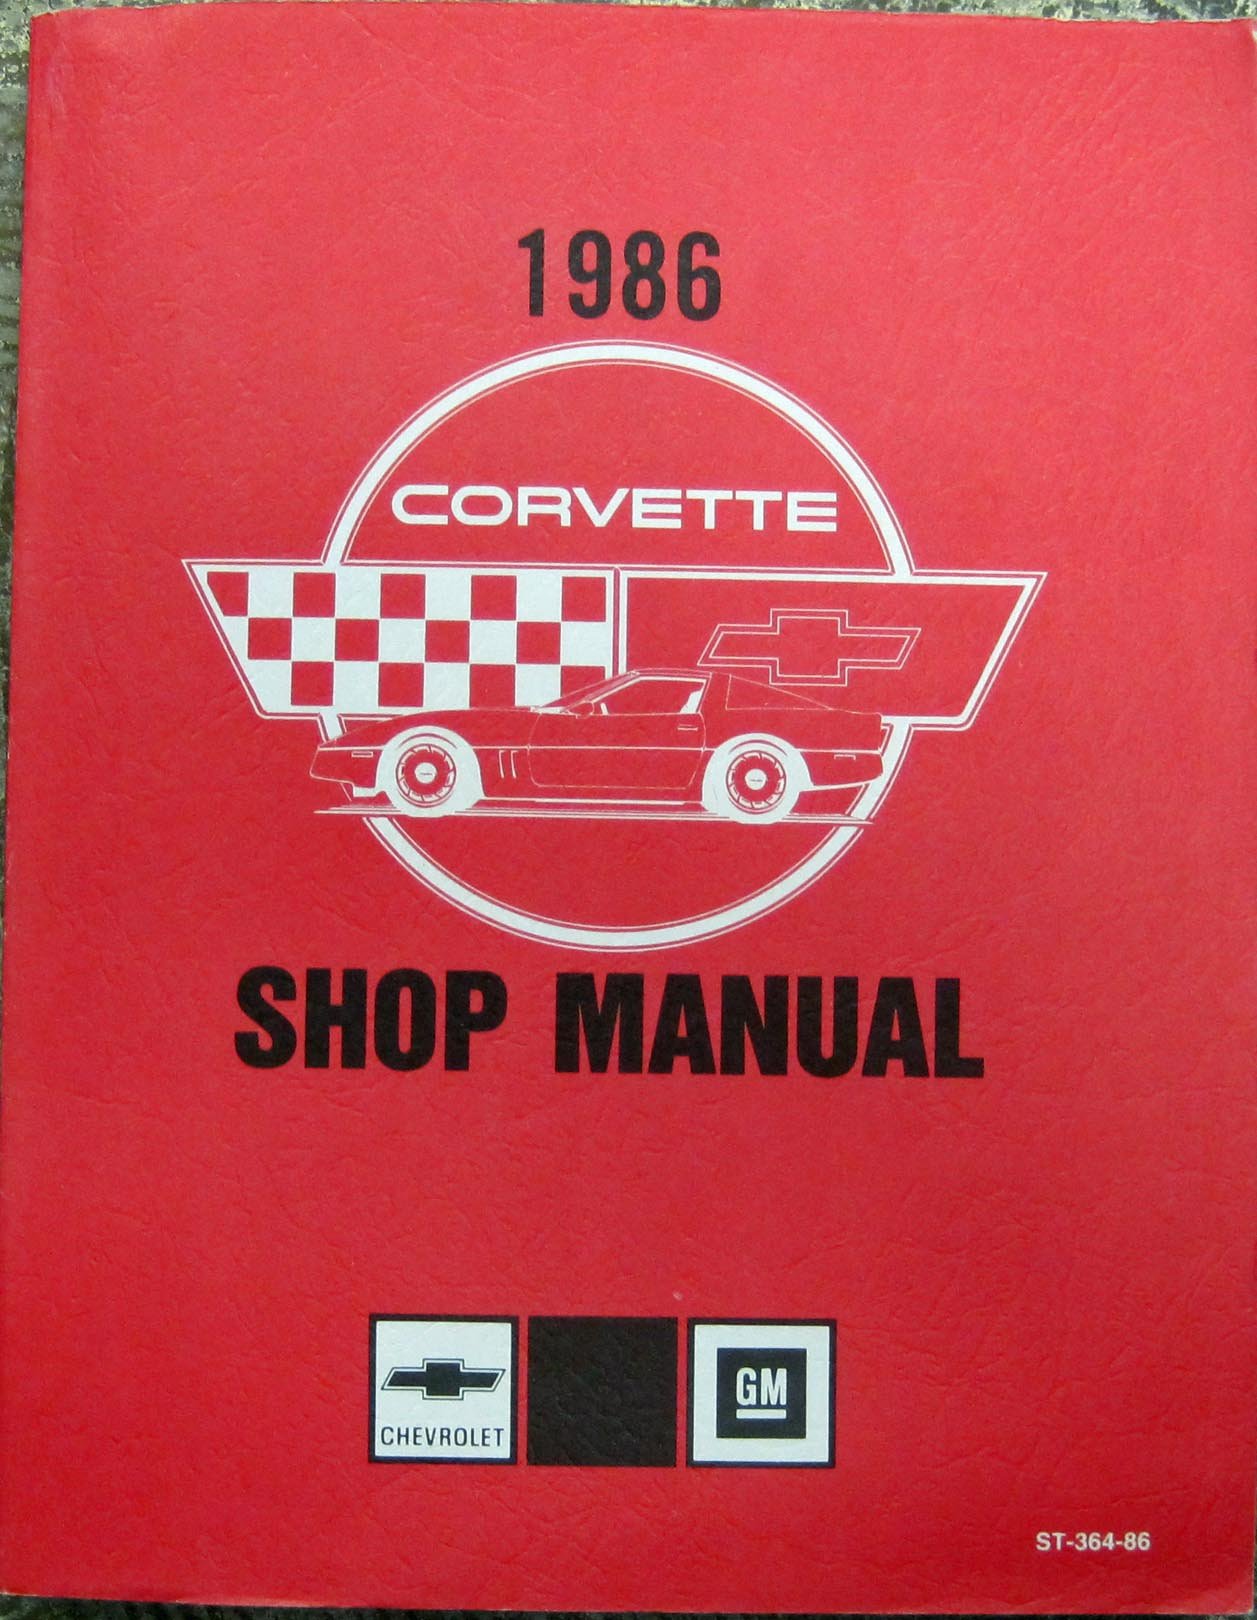 1986
CORVETTE
SHOP MANUAL
CHEVROLET
GM
ST-364-86